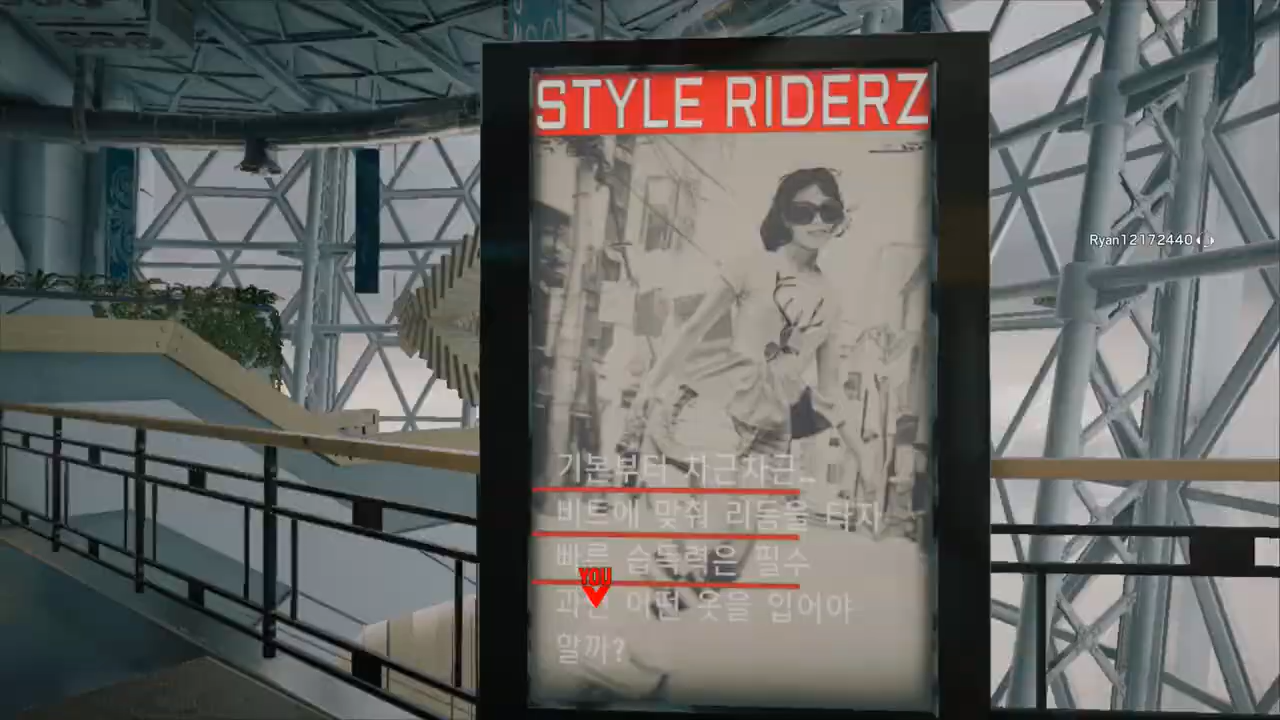 STYLE RIDERZ
Ryan12172440
기본부터 차근차근...
비트에 맞춰 리듬을 타자
빠른 습득력은 필수
YOU
과연 어떤 옷을 입어야
할까?